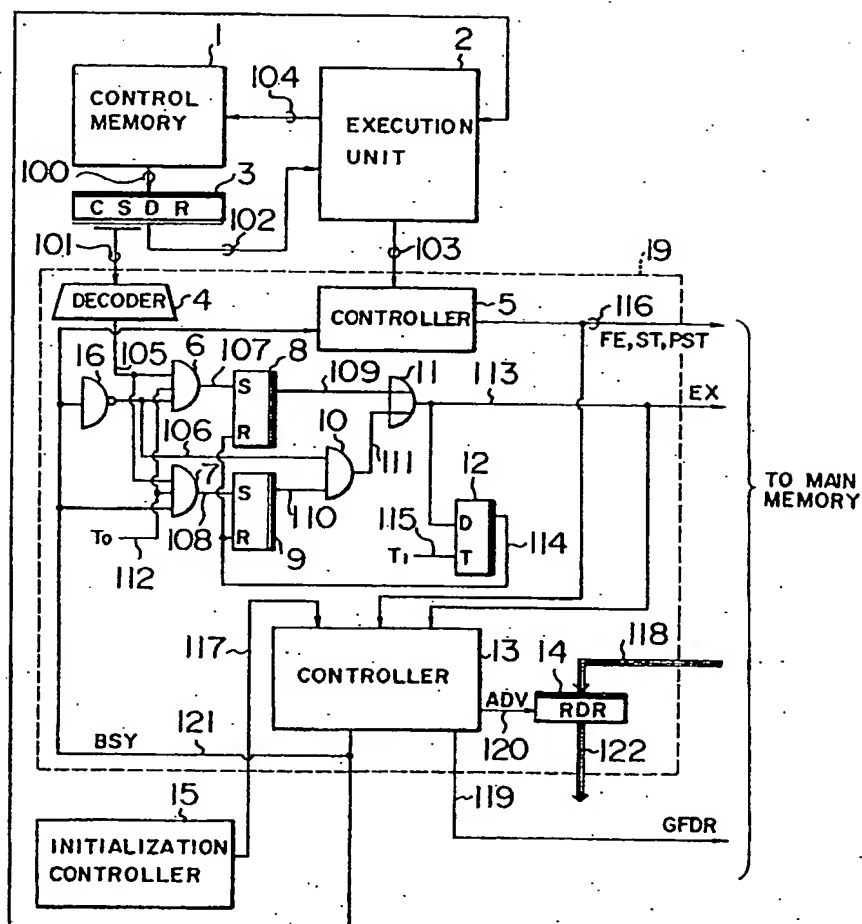 1
2
104
CONTROL
MEMORY
EXECUTION
UNIT
100
3
CSDR
102
101
103
19
DECODER
4
5
CONTROLLER
116
FE, ST, PST
16
105
6
107
8
109
11
113
EX
S
R
106
10
111
12
TO MAIN
MEMORY
7
S
R
108
110
115
D
T
114
T0
112
9
T1
117
118
CONTROLLER
13
14
ADV
RDR
120
122
BSY
121
119
15
GFDR
INITIALIZATION
CONTROLLER